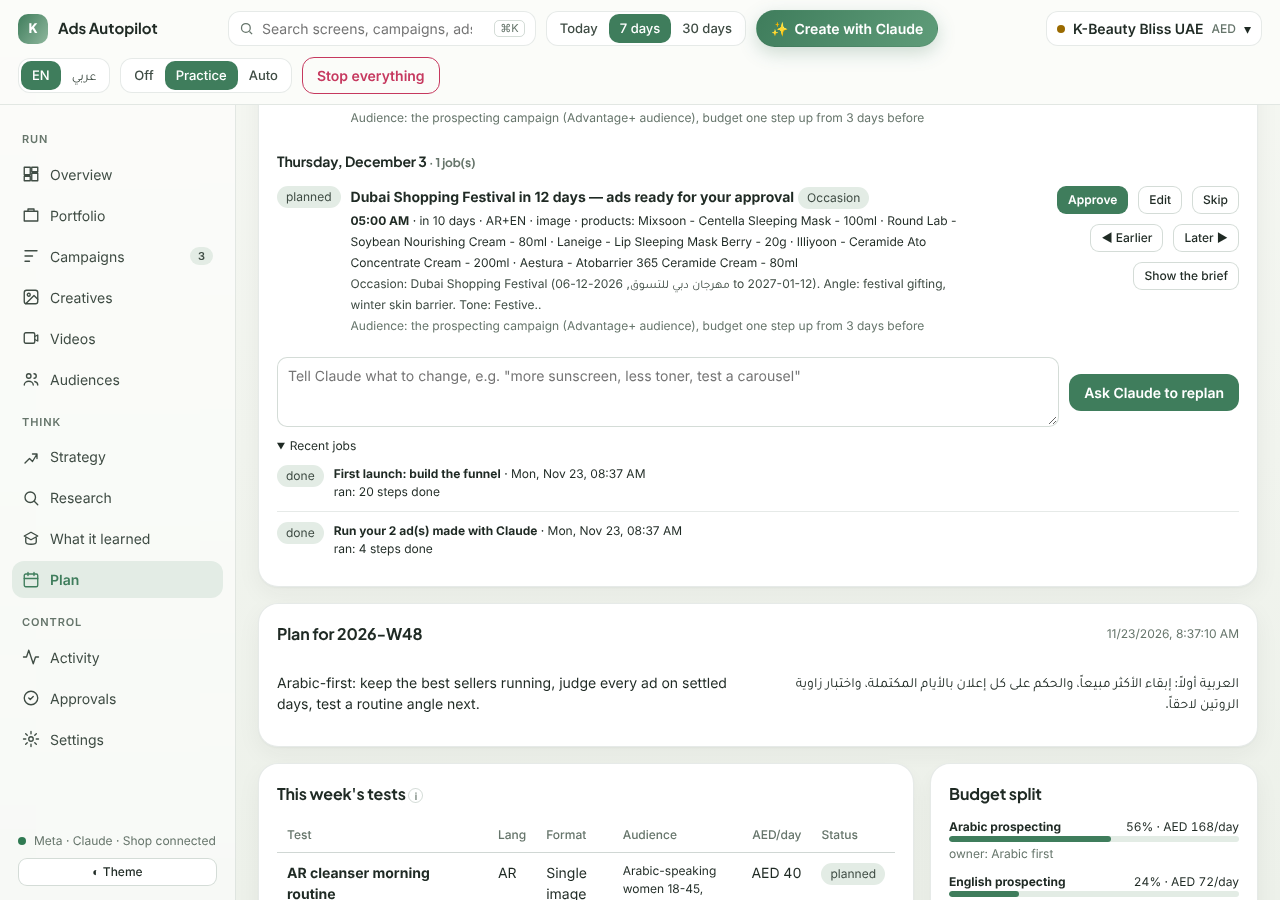 K
Ads Autopilot
Search screens, campaigns, ads
⌘K
Today
7 days
30 days
✨ Create with Claude
K-Beauty Bliss UAE AED ▾
EN
عربي
Off
Practice
Auto
Stop everything
RUN
Overview
Portfolio
Campaigns
3
Creatives
Videos
Audiences
THINK
Strategy
Research
What it learned
Plan
CONTROL
Activity
Approvals
Settings
Meta · Claude · Shop connected
Theme
Audience: the prospecting campaign (Advantage+ audience), budget one step up from 3 days before
Thursday, December 3 · 1 job(s)
planned
Dubai Shopping Festival in 12 days — ads ready for your approval
Occasion
05:00 AM · in 10 days · AR+EN · image · products: Mixsoon - Centella Sleeping Mask - 100ml · Round Lab -
Soybean Nourishing Cream - 80ml · Laneige - Lip Sleeping Mask Berry - 20g · Illiyoon - Ceramide Ato
Concentrate Cream - 200ml · Aestura - Atobarrier 365 Ceramide Cream - 80ml
Occasion: Dubai Shopping Festival (مهرجان دبي للتسوق, 2026-12-06 to 2027-01-12). Angle: festival gifting,
winter skin barrier. Tone: Festive..
Audience: the prospecting campaign (Advantage+ audience), budget one step up from 3 days before
Approve
Edit
Skip
◀ Earlier
Later ▶
Show the brief
Tell Claude what to change, e.g. "more sunscreen, less toner, test a carousel"
Ask Claude to replan
▼ Recent jobs
done
First launch: build the funnel · Mon, Nov 23, 08:37 AM
ran: 20 steps done
done
Run your 2 ad(s) made with Claude · Mon, Nov 23, 08:37 AM
ran: 4 steps done
Plan for 2026-W48
11/23/2026, 8:37:10 AM
Arabic-first: keep the best sellers running, judge every ad on settled
days, test a routine angle next.
العربية أولاً: إبقاء الأكثر مبيعاً، والحكم على كل إعلان بالأيام المكتملة، واختبار زاوية
الروتين لاحقاً.
This week's tests
i
Test
Lang
Format
Audience
AED/day
Status
AR cleanser morning
routine
AR
Single
image
Arabic-speaking
women 18-45,
AED 40
planned
Budget split
Arabic prospecting
56% · AED 168/day
owner: Arabic first
English prospecting
24% · AED 72/day